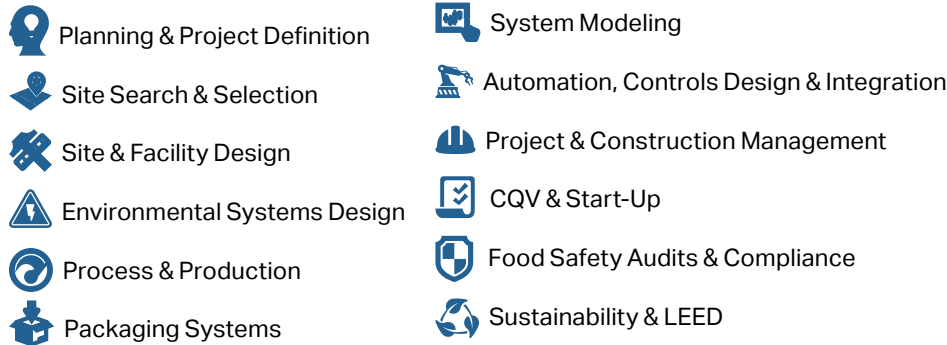 Planning & Project Definition
Site Search & Selection
Site & Facility Design
Environmental Systems Design
Process & Production
Packaging Systems
System Modeling
Automation, Controls Design & Integration
Project & Construction Management
CQV & Start-Up
Food Safety Audits & Compliance
Sustainability & LEED